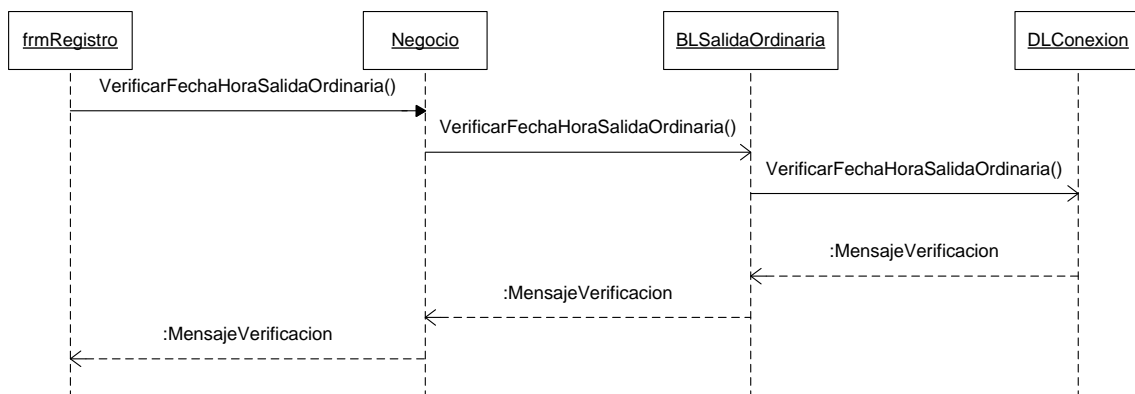 frmRegistro
Negocio
BLSalidaOrdinaria
DLConexion
VerificarFechaHoraSalidaOrdinaria()
VerificarFechaHoraSalidaOrdinaria()
VerificarFechaHoraSalidaOrdinaria()
:MensajeVerificacion
:MensajeVerificacion
:MensajeVerificacion